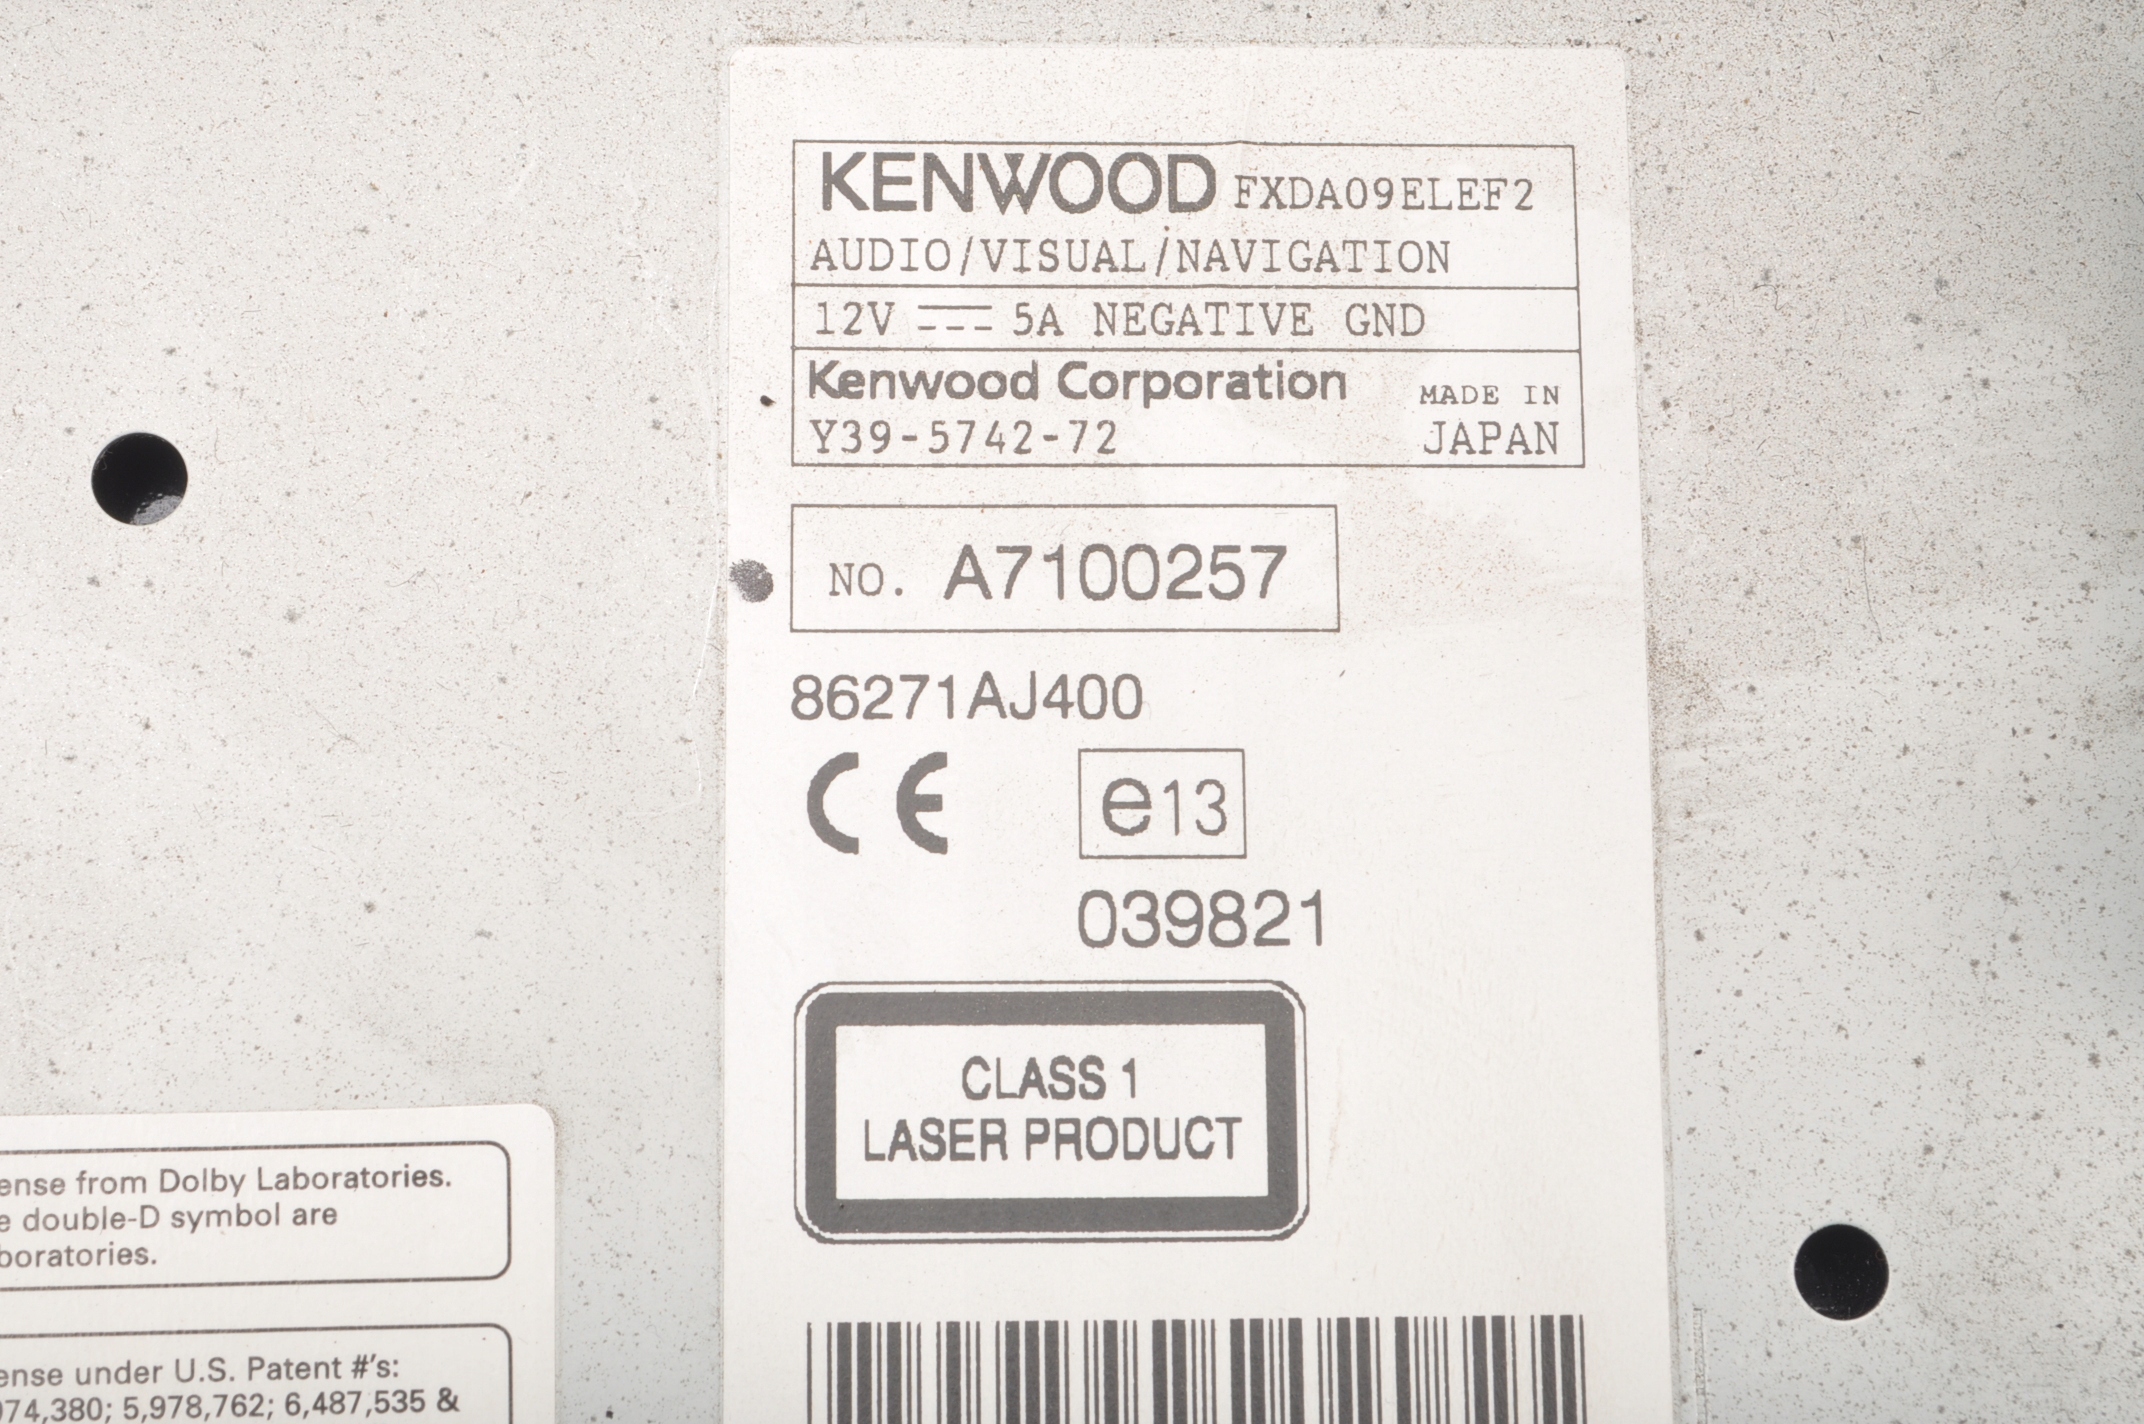 KENWOOD FXDA09ELEF2
AUDIO/VISUAL/NAVIGATION
12V 5A NEGATIVE GND
Kenwood Corporation MADE IN
Y39-5742-72 JAPAN
NO. A7100257
86271AJ400
CE e13
039821
CLASS 1
LASER PRODUCT
ense from Dolby Laboratories.
e double-D symbol are
boratories.
ense under U.S. Patent #'s:
074,380; 5,978,762; 6,487,535 &